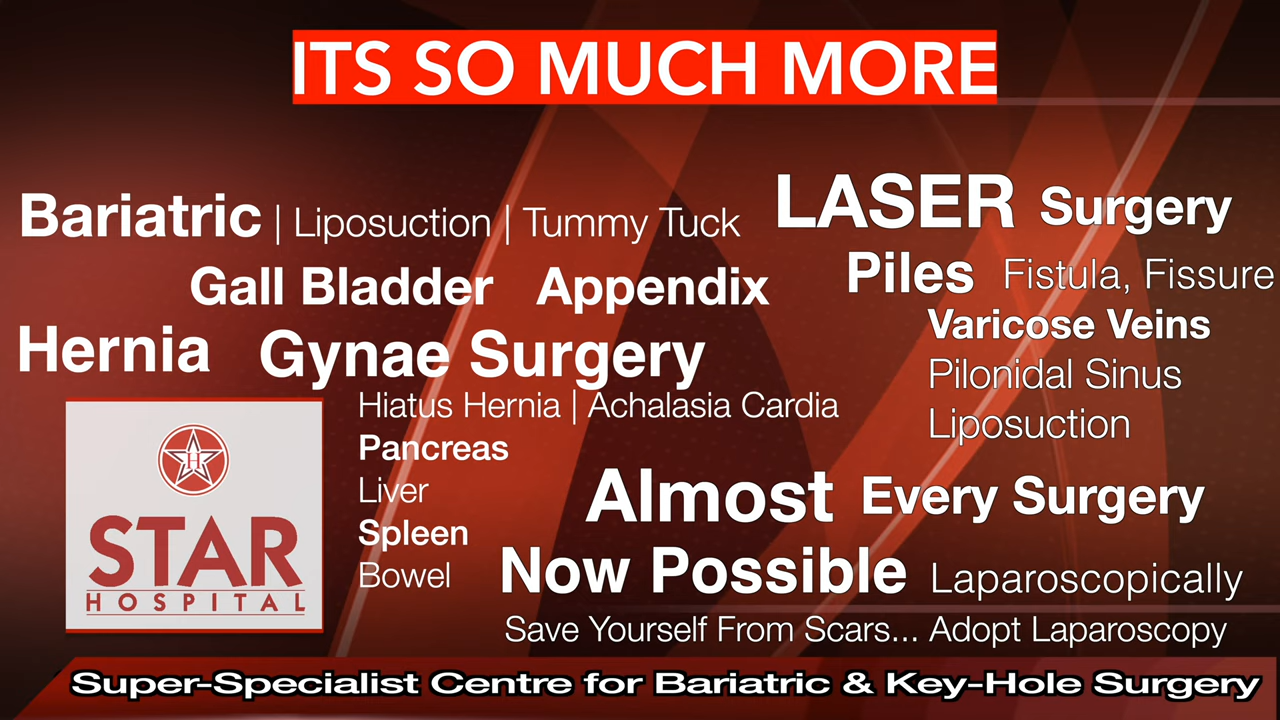 ITS SO MUCH MORE
Bariatric | Liposuction | Tummy Tuck
Gall Bladder Appendix
Hernia Gynae Surgery
Hiatus Hernia | Achalasia Cardia
Pancreas
Liver
Spleen
Bowel
LASER Surgery
Piles Fistula, Fissure
Varicose Veins
Pilonidal Sinus
Liposuction
Almost Every Surgery
Now Possible Laparoscopically
Save Yourself From Scars... Adopt Laparoscopy
H
STAR
HOSPITAL
Super-Specialist Centre for Bariatric & Key-Hole Surgery